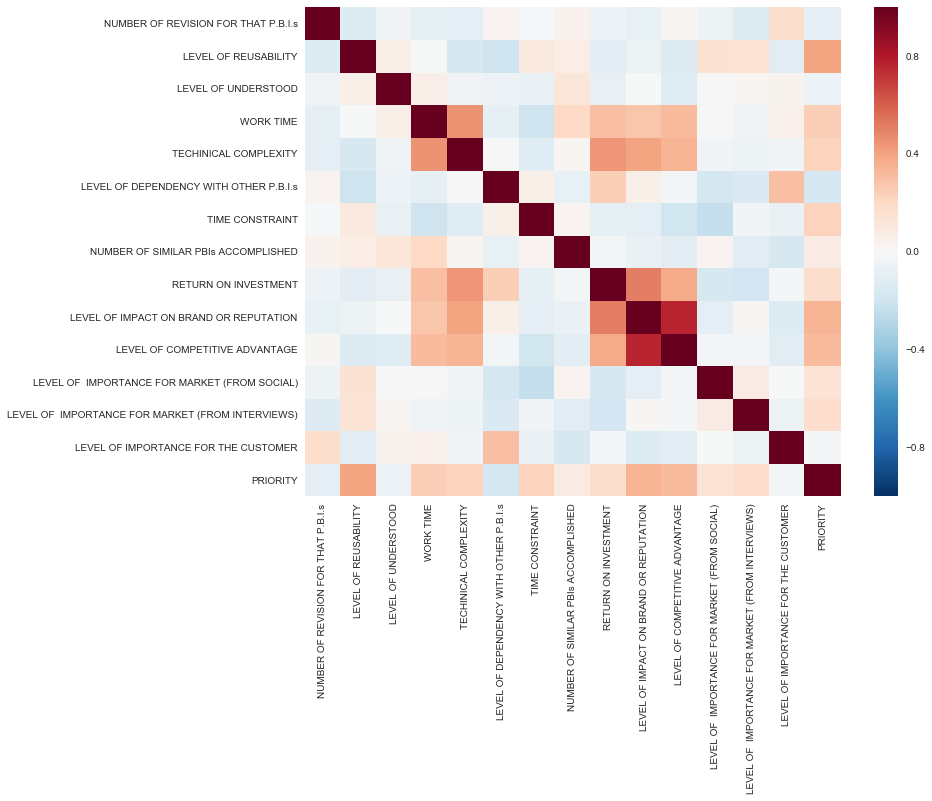 NUMBER OF REVISION FOR THAT P.B.I.s
LEVEL OF REUSABILITY
LEVEL OF UNDERSTOOD
WORK TIME
TECHINICAL COMPLEXITY
LEVEL OF DEPENDENCY WITH OTHER P.B.I.s
TIME CONSTRAINT
NUMBER OF SIMILAR PBIs ACCOMPLISHED
RETURN ON INVESTMENT
LEVEL OF IMPACT ON BRAND OR REPUTATION
LEVEL OF COMPETITIVE ADVANTAGE
LEVEL OF  IMPORTANCE FOR MARKET (FROM SOCIAL)
LEVEL OF  IMPORTANCE FOR MARKET (FROM INTERVIEWS)
LEVEL OF IMPORTANCE FOR THE CUSTOMER
PRIORITY
NUMBER OF REVISION FOR THAT P.B.I.s
LEVEL OF REUSABILITY
LEVEL OF UNDERSTOOD
WORK TIME
TECHINICAL COMPLEXITY
LEVEL OF DEPENDENCY WITH OTHER P.B.I.s
TIME CONSTRAINT
NUMBER OF SIMILAR PBIs ACCOMPLISHED
RETURN ON INVESTMENT
LEVEL OF IMPACT ON BRAND OR REPUTATION
LEVEL OF COMPETITIVE ADVANTAGE
LEVEL OF  IMPORTANCE FOR MARKET (FROM SOCIAL)
LEVEL OF  IMPORTANCE FOR MARKET (FROM INTERVIEWS)
LEVEL OF IMPORTANCE FOR THE CUSTOMER
PRIORITY
0.8
0.4
0.0
−0.4
−0.8